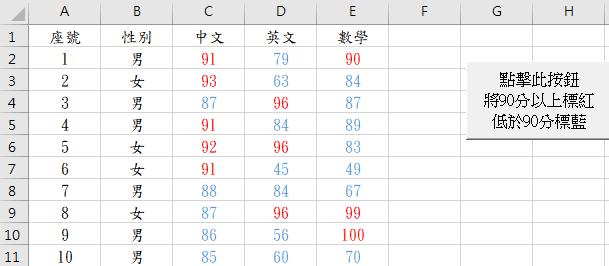 A B C D E F G H
1 座號 性別 中文 英文 數學
2 1 男 91 79 90
3 2 女 93 63 84
4 3 男 87 96 87
5 4 男 91 84 89
6 5 女 92 96 83
7 6 女 91 45 49
8 7 男 88 84 67
9 8 女 87 96 99
10 9 男 86 56 100
11 10 男 85 60 70
點擊此按鈕
將90分以上標紅
低於90分標藍